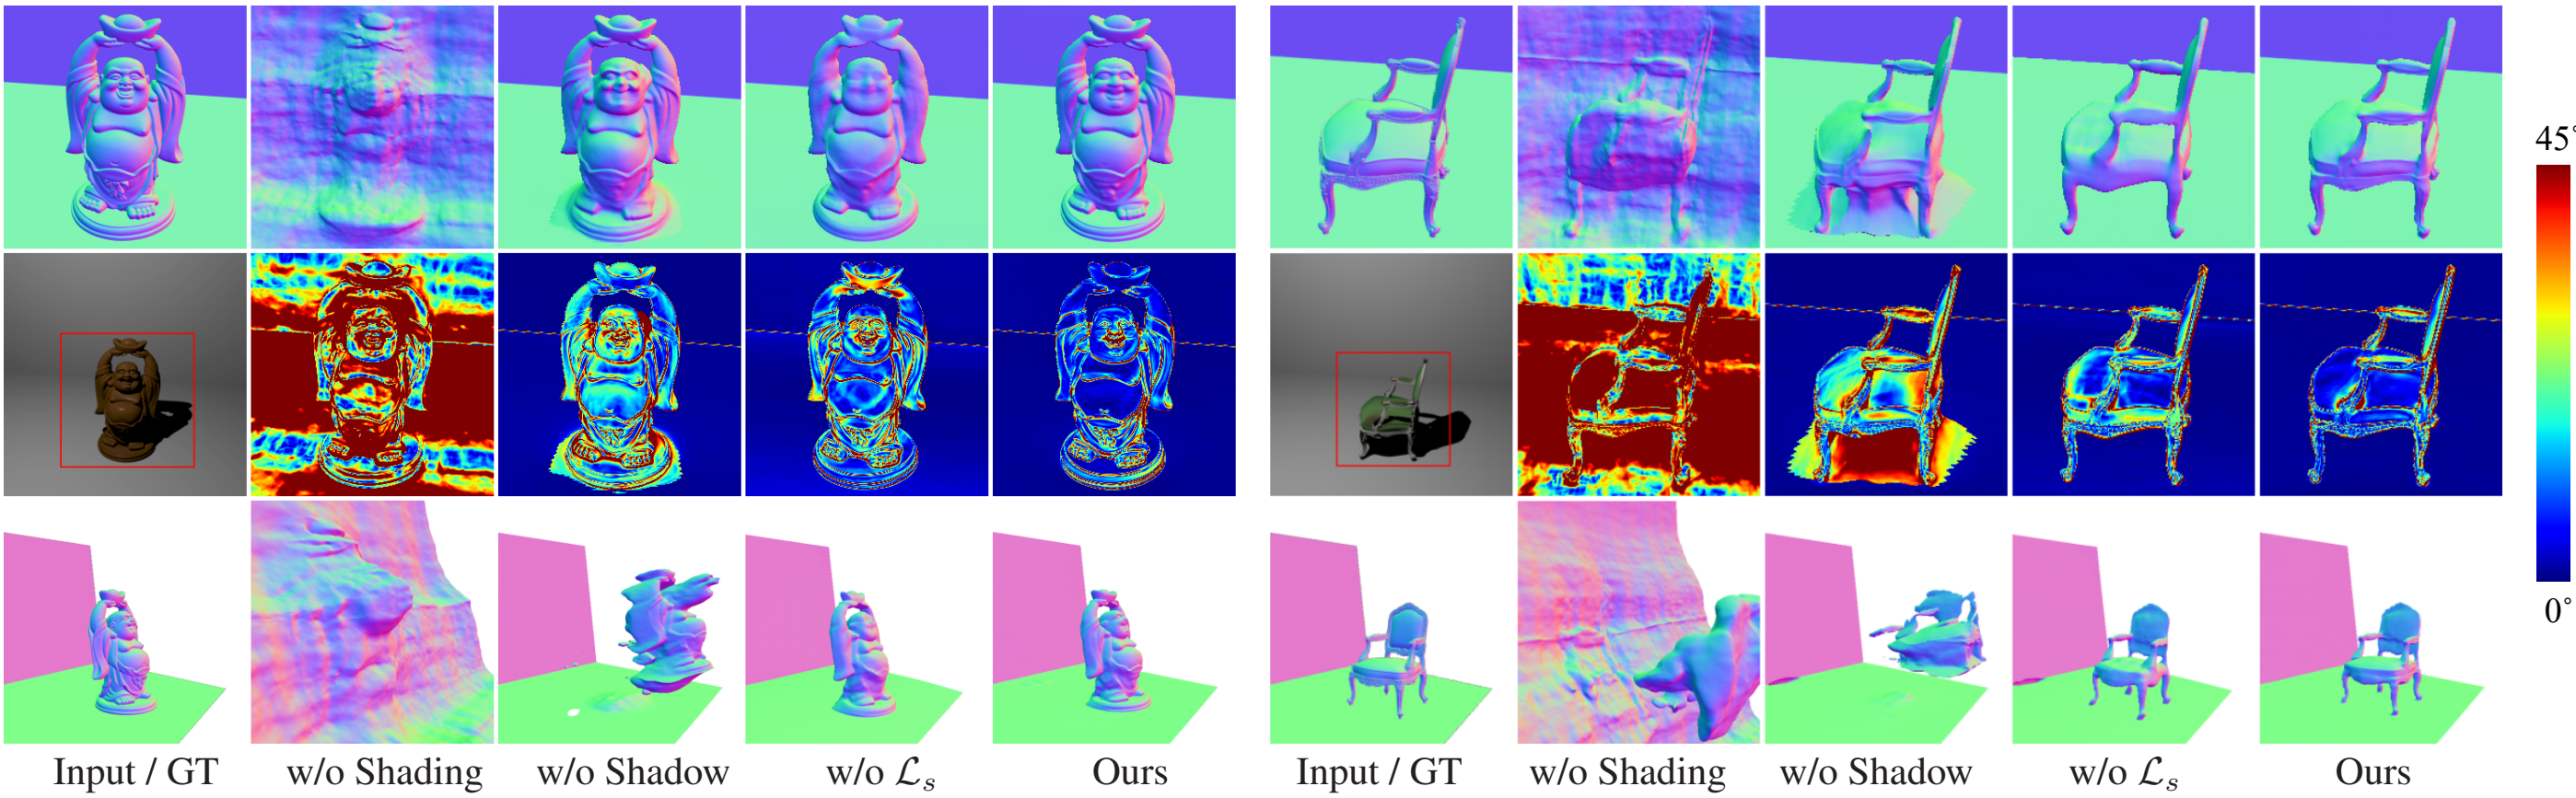 45°
0°
Input / GT w/o Shading w/o Shadow w/o ℒₛ Ours Input / GT w/o Shading w/o Shadow w/o ℒₛ Ours